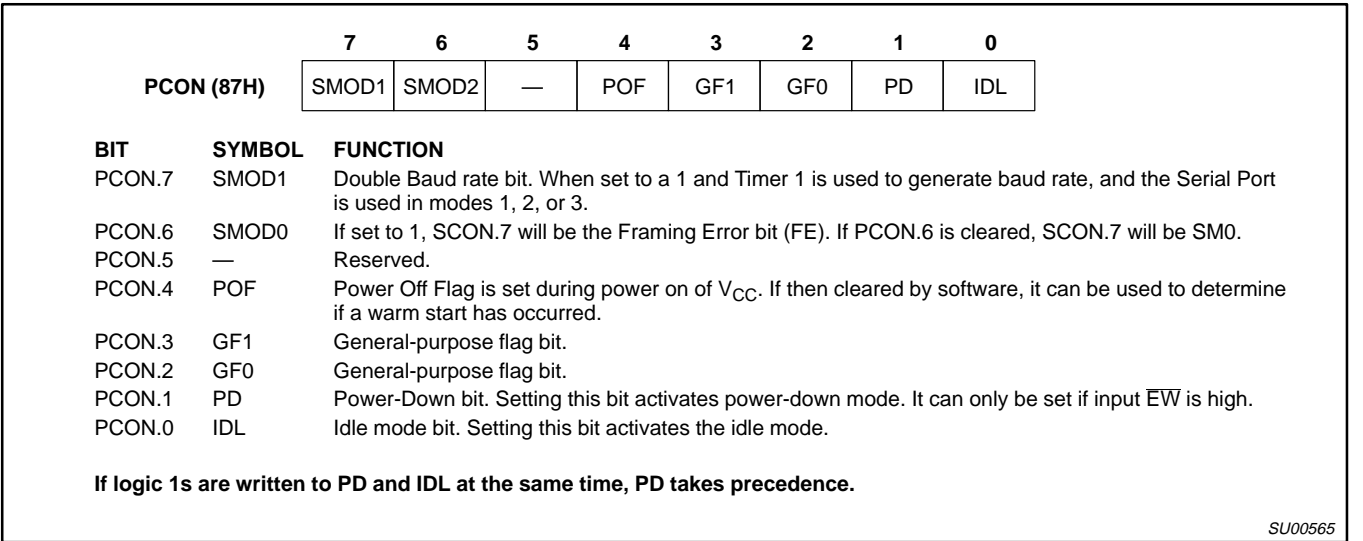 7 6 5 4 3 2 1 0
PCON (87H) SMOD1 SMOD2 — POF GF1 GF0 PD IDL
BIT SYMBOL FUNCTION
PCON.7 SMOD1 Double Baud rate bit. When set to a 1 and Timer 1 is used to generate baud rate, and the Serial Port
is used in modes 1, 2, or 3.
PCON.6 SMOD0 If set to 1, SCON.7 will be the Framing Error bit (FE). If PCON.6 is cleared, SCON.7 will be SM0.
PCON.5 — Reserved.
PCON.4 POF Power Off Flag is set during power on of VCC. If then cleared by software, it can be used to determine
if a warm start has occurred.
PCON.3 GF1 General-purpose flag bit.
PCON.2 GF0 General-purpose flag bit.
PCON.1 PD Power-Down bit. Setting this bit activates power-down mode. It can only be set if input E̅W̅ is high.
PCON.0 IDL Idle mode bit. Setting this bit activates the idle mode.
If logic 1s are written to PD and IDL at the same time, PD takes precedence.
SU00565